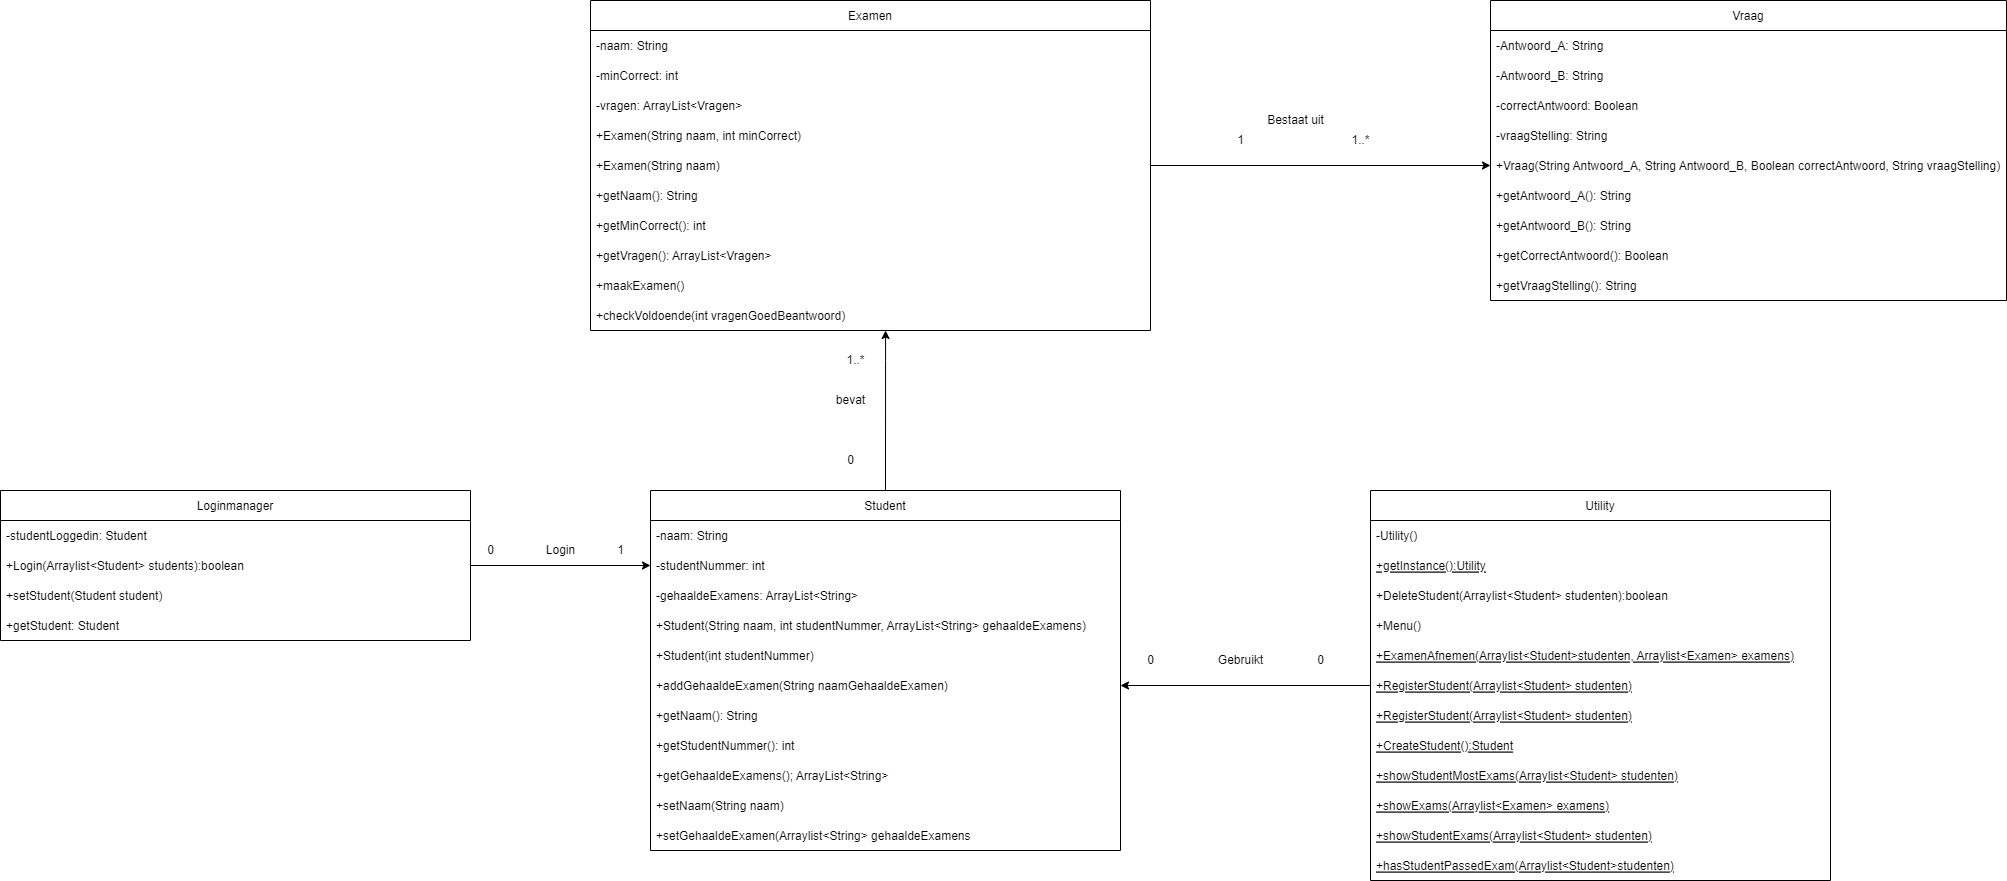 Examen
-naam: String
-minCorrect: int
-vragen: ArrayList<Vragen>
+Examen(String naam, int minCorrect)
+Examen(String naam)
+getNaam(): String
+getMinCorrect(): int
+getVragen(): ArrayList<Vragen>
+maakExamen()
+checkVoldoende(int vragenGoedBeantwoord)
Bestaat uit
1
1..*
Vraag
-Antwoord_A: String
-Antwoord_B: String
-correctAntwoord: Boolean
-vraagStelling: String
+Vraag(String Antwoord_A, String Antwoord_B, Boolean correctAntwoord, String vraagStelling)
+getAntwoord_A(): String
+getAntwoord_B(): String
+getCorrectAntwoord(): Boolean
+getVraagStelling(): String
1..*
bevat
0
Loginmanager
-studentLoggedin: Student
+Login(Arraylist<Student> students):boolean
+setStudent(Student student)
+getStudent: Student
0
Login
1
Student
-naam: String
-studentNummer: int
-gehaaldeExamens: ArrayList<String>
+Student(String naam, int studentNummer, ArrayList<String> gehaaldeExamens)
+Student(int studentNummer)
+addGehaaldeExamen(String naamGehaaldeExamen)
+getNaam(): String
+getStudentNummer(): int
+getGehaaldeExamens(); ArrayList<String>
+setNaam(String naam)
+setGehaaldeExamen(Arraylist<String> gehaaldeExamens
0
Gebruikt
0
Utility
-Utility()
+getInstance():Utility
+DeleteStudent(Arraylist<Student> studenten):boolean
+Menu()
+ExamenAfnemen(Arraylist<Student>studenten, Arraylist<Examen> examens)
+RegisterStudent(Arraylist<Student> studenten)
+RegisterStudent(Arraylist<Student> studenten)
+CreateStudent():Student
+showStudentMostExams(Arraylist<Student> studenten)
+showExams(Arraylist<Examen> examens)
+showStudentExams(Arraylist<Student> studenten)
+hasStudentPassedExam(Arraylist<Student>studenten)